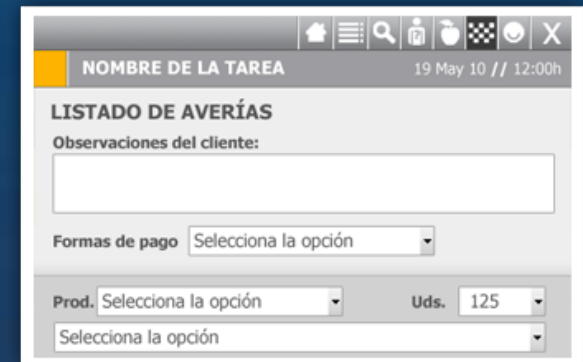 X
NOMBRE DE LA TAREA 19 May 10 // 12:00h
LISTADO DE AVERÍAS
Observaciones del cliente:
Formas de pago Selecciona la opción
Prod. Selecciona la opción Uds. 125
Selecciona la opción